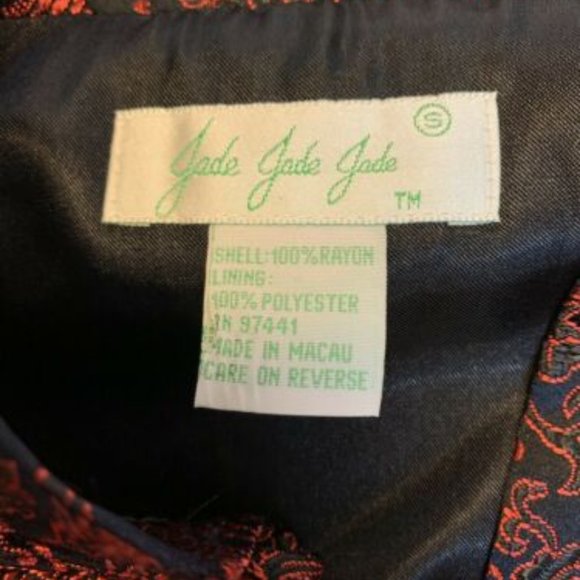 S
Jade Jade Jade
TM
SHELL:100%RAYON
LINING:
100% POLYESTER
RN 97441
MADE IN MACAU
CARE ON REVERSE